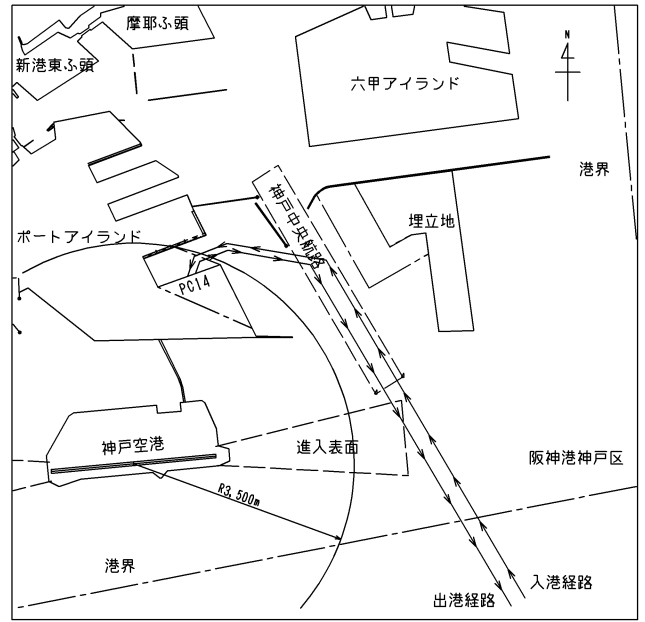 摩耶ふ頭
新港東ふ頭
N
六甲アイランド
港界
神戸中央航路
埋立地
ポートアイランド
PC14
神戸空港
進入表面
阪神港神戸区
R3,500m
港界
入港経路
出港経路